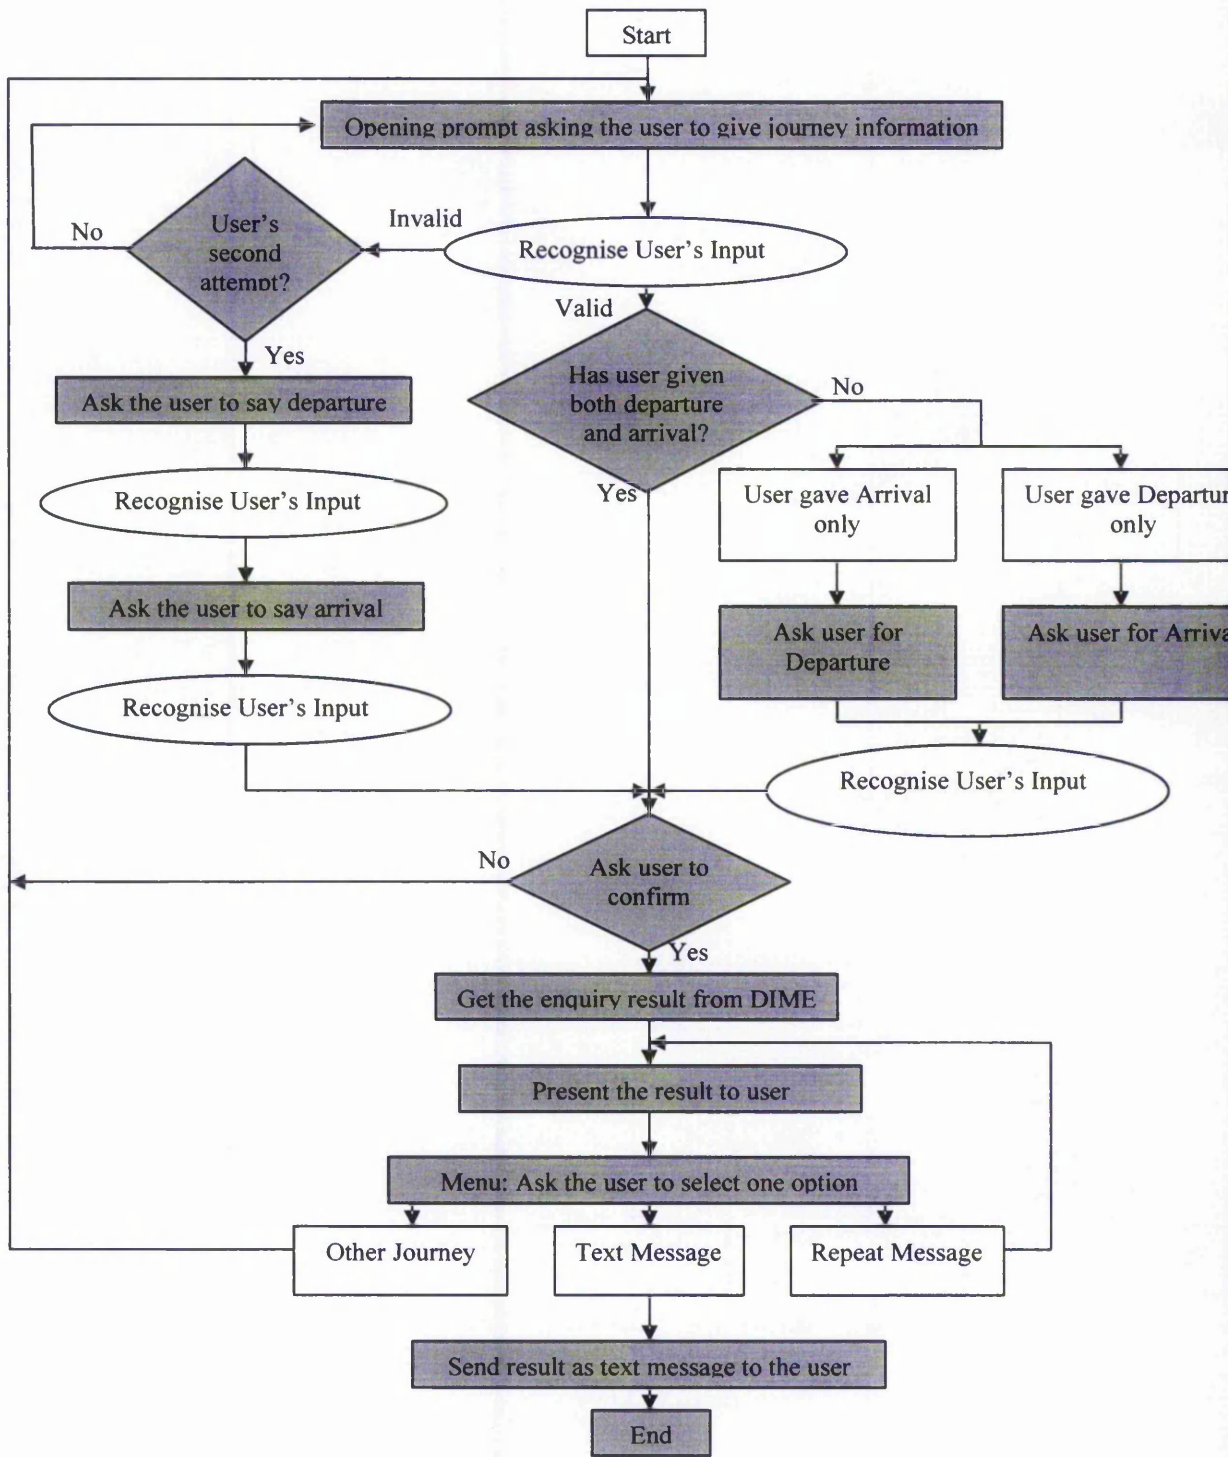 Start
Opening prompt asking the user to give journey information
User's
second
attempt?
No
Invalid
Recognise User's Input
Valid
Yes
Ask the user to say departure
Has user given
both departure
and arrival?
No
Yes
Recognise User's Input
User gave Arrival
only
User gave Departur
only
Ask the user to say arrival
Ask user for
Departure
Ask user for Arriva
Recognise User's Input
Recognise User's Input
No
Ask user to
confirm
Yes
Get the enquiry result from DIME
Present the result to user
Menu: Ask the user to select one option
Other Journey
Text Message
Repeat Message
Send result as text message to the user
End